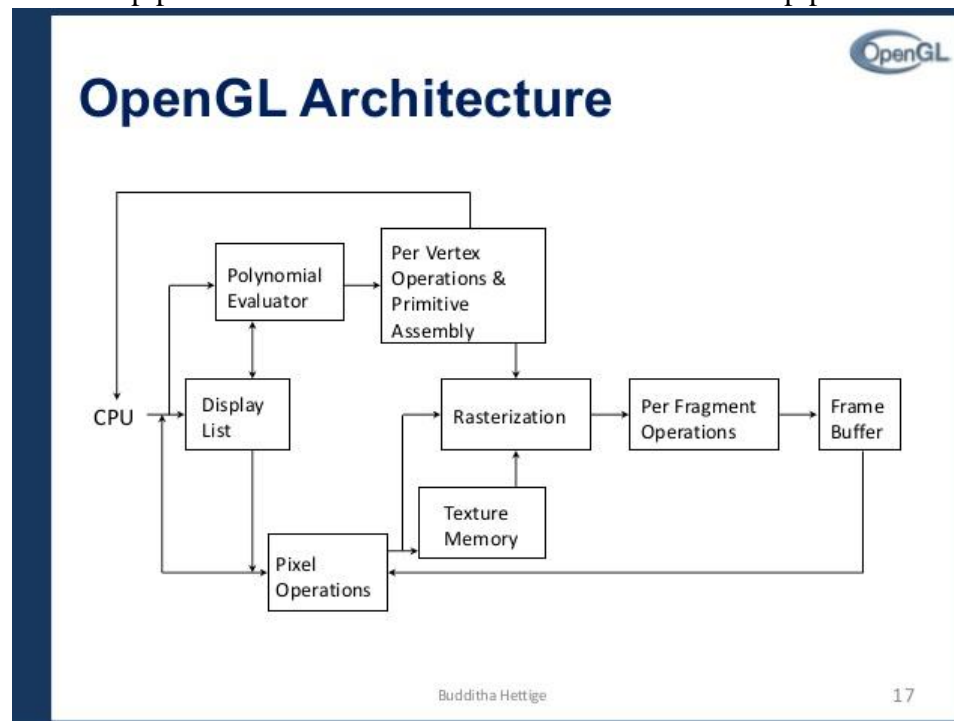 OpenGL
OpenGL Architecture
Per Vertex
Operations &
Primitive
Assembly
Polynomial
Evaluator
CPU
Display
List
Rasterization
Per Fragment
Operations
Frame
Buffer
Texture
Memory
Pixel
Operations
Budditha Hettige
17